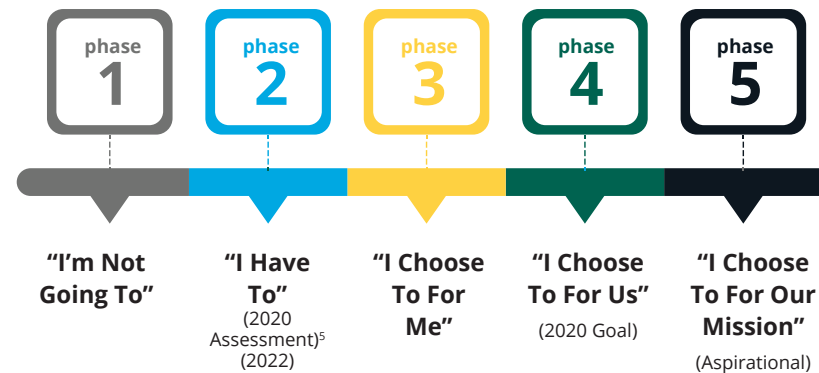 phase
1
phase
2
phase
3
phase
4
phase
5
“I’m Not
Going To”
“I Have
To”
(2020
Assessment)⁵
(2022)
“I Choose
To For
Me”
“I Choose
To For Us”
(2020 Goal)
“I Choose
To For Our
Mission”
(Aspirational)